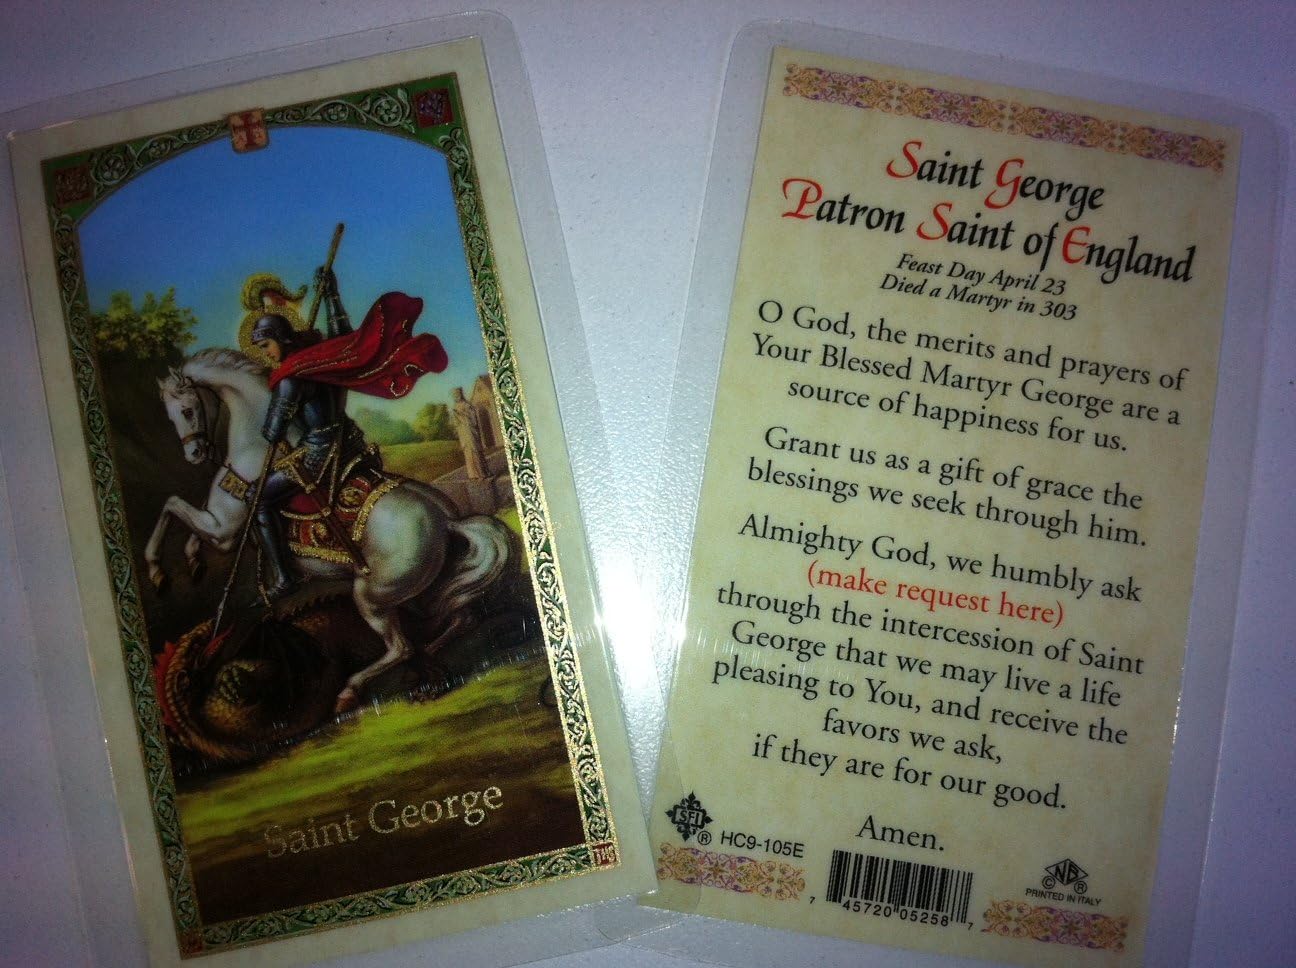 Saint George
Saint George
Patron Saint of England
Feast Day April 23
Died a Martyr in 303
O God, the merits and prayers of
Your Blessed Martyr George are a
source of happiness for us.
Grant us as a gift of grace the
blessings we seek through him.
Almighty God, we humbly ask
(make request here)
through the intercession of Saint
George that we may live a life
pleasing to You, and receive the
favors we ask,
if they are for our good.
Amen.
SFI ® HC9-105E
7 45720 05258 7
© NB ®
PRINTED IN ITALY